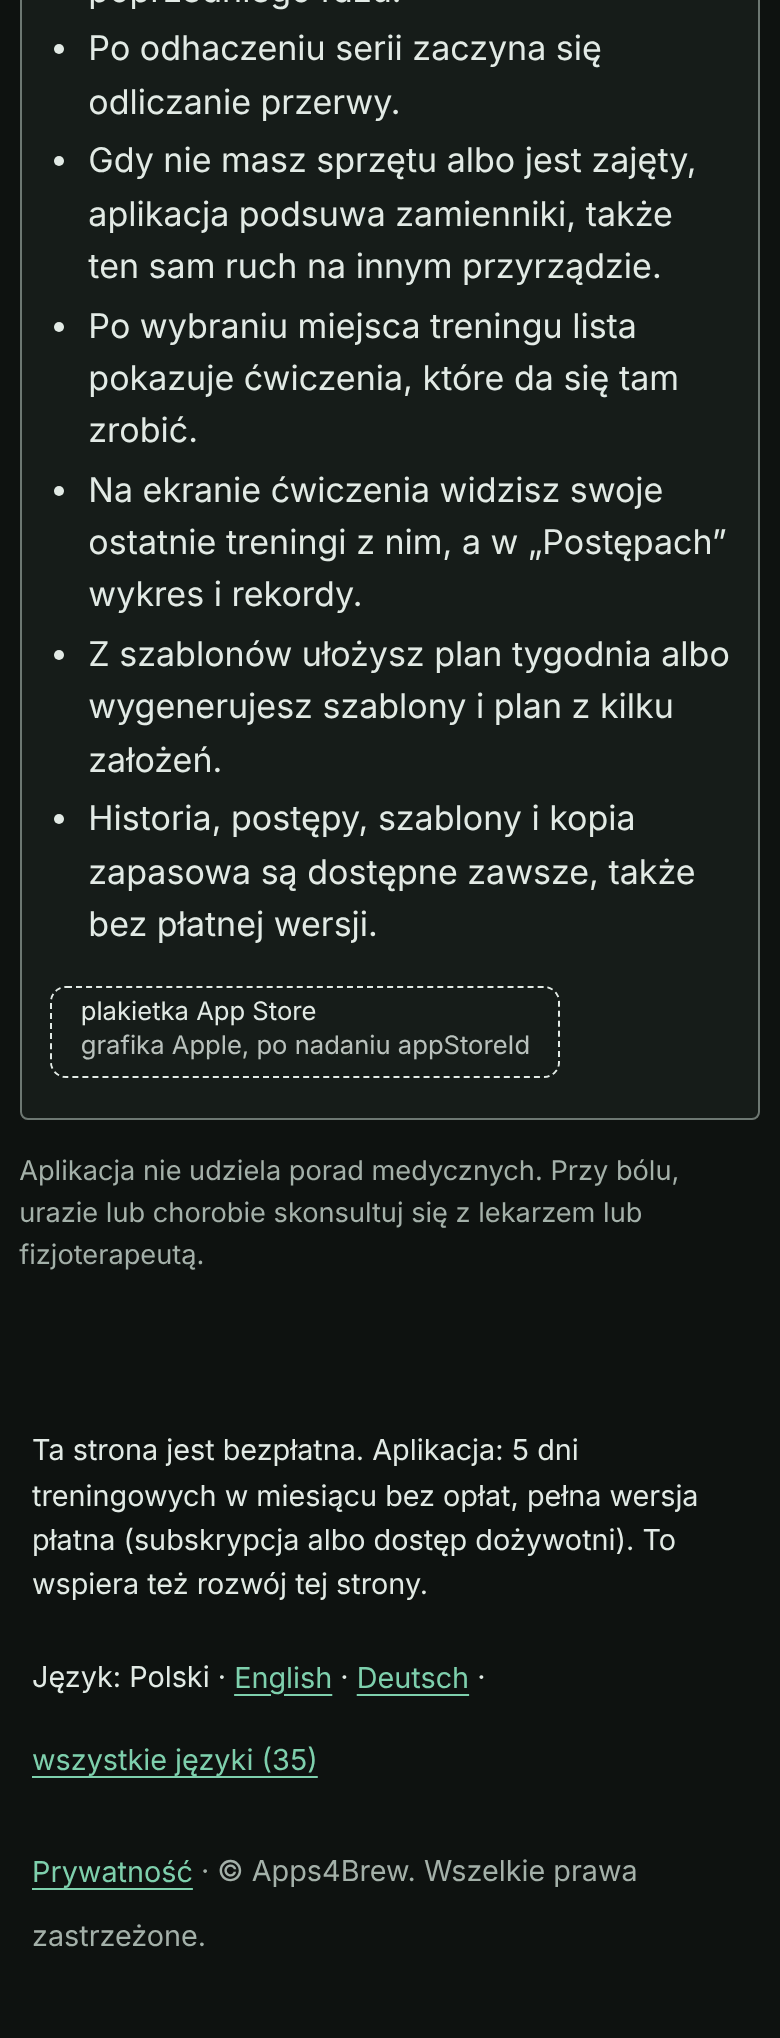 • Po odhaczeniu serii zaczyna się
odliczanie przerwy.
• Gdy nie masz sprzętu albo jest zajęty,
aplikacja podsuwa zamienniki, także
ten sam ruch na innym przyrządzie.
• Po wybraniu miejsca treningu lista
pokazuje ćwiczenia, które da się tam
zrobić.
• Na ekranie ćwiczenia widzisz swoje
ostatnie treningi z nim, a w „Postępach”
wykres i rekordy.
• Z szablonów ułożysz plan tygodnia albo
wygenerujesz szablony i plan z kilku
założeń.
• Historia, postępy, szablony i kopia
zapasowa są dostępne zawsze, także
bez płatnej wersji.
plakietka App Store
grafika Apple, po nadaniu appStoreId
Aplikacja nie udziela porad medycznych. Przy bólu,
urazie lub chorobie skonsultuj się z lekarzem lub
fizjoterapeutą.
Ta strona jest bezpłatna. Aplikacja: 5 dni
treningowych w miesiącu bez opłat, pełna wersja
płatna (subskrypcja albo dostęp dożywotni). To
wspiera też rozwój tej strony.
Język: Polski · English · Deutsch ·
wszystkie języki (35)
Prywatność · © Apps4Brew. Wszelkie prawa
zastrzeżone.